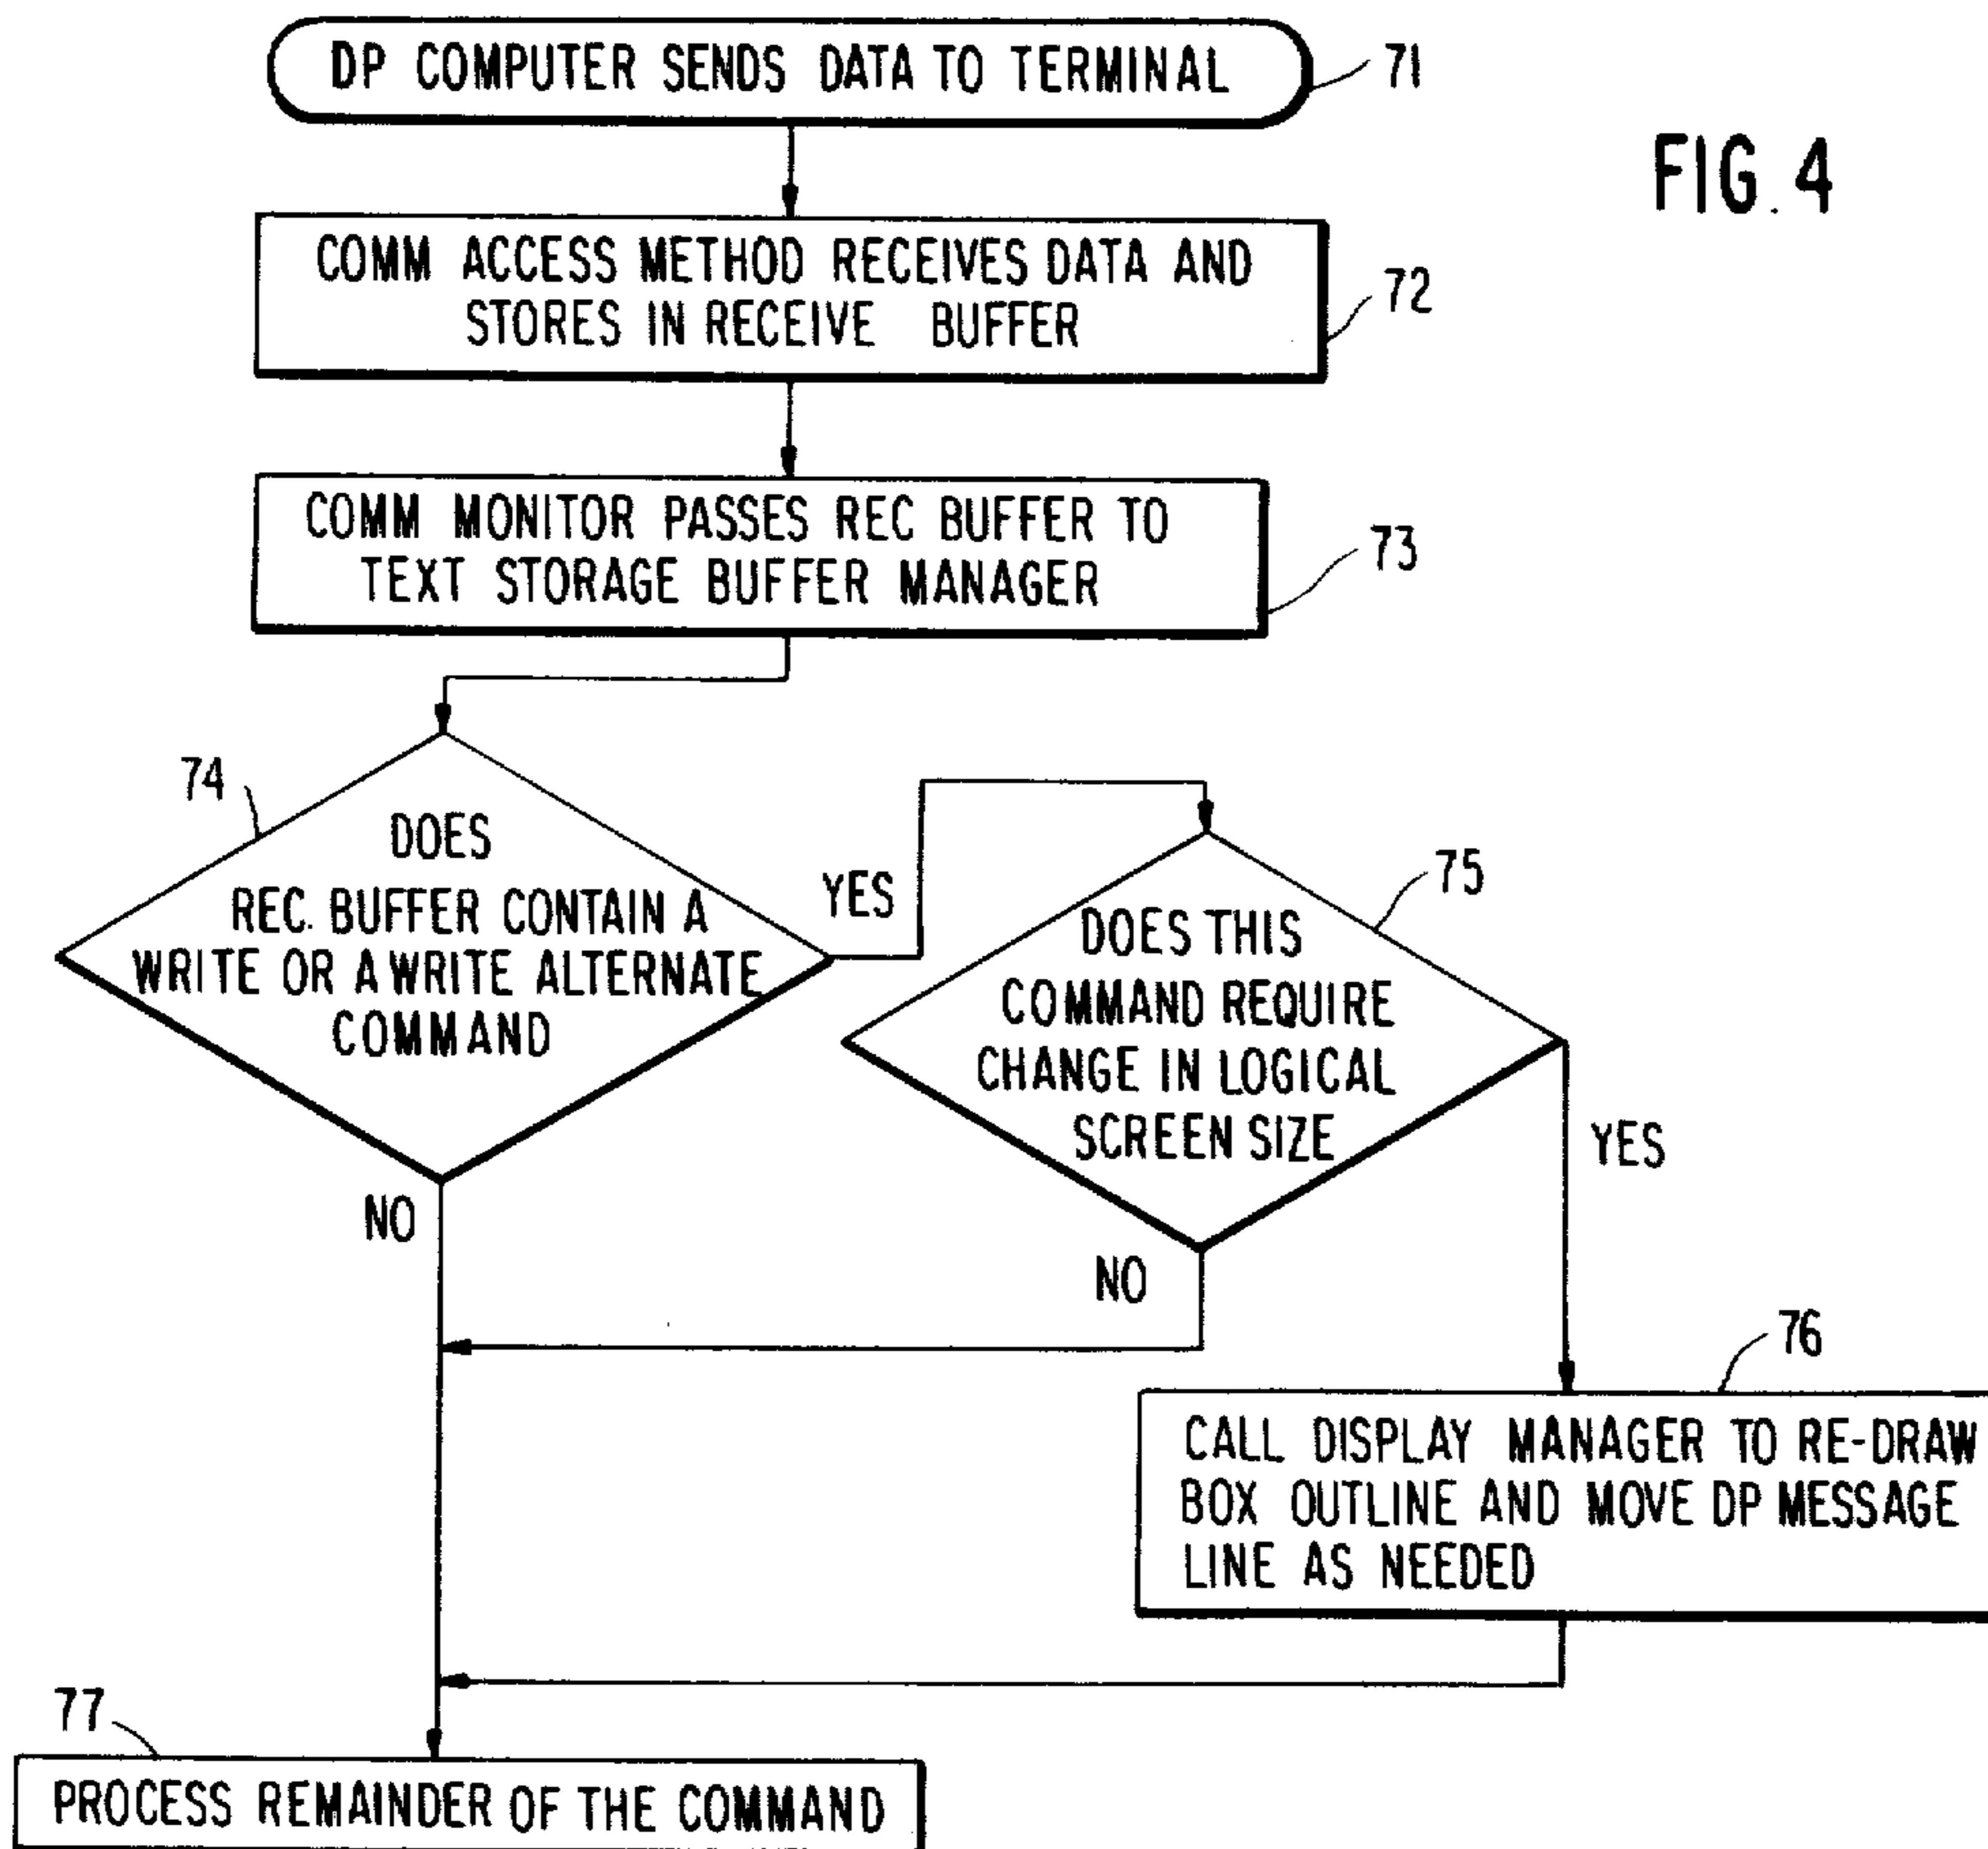 DP COMPUTER SENDS DATA TO TERMINAL
71
FIG. 4
COMM ACCESS METHOD RECEIVES DATA AND
STORES IN RECEIVE BUFFER
72
COMM MONITOR PASSES REC BUFFER TO
TEXT STORAGE BUFFER MANAGER
73
74
DOES
REC. BUFFER CONTAIN A
WRITE OR A WRITE ALTERNATE
COMMAND
YES
NO
75
DOES THIS
COMMAND REQUIRE
CHANGE IN LOGICAL
SCREEN SIZE
YES
NO
76
CALL DISPLAY MANAGER TO RE-DRAW
BOX OUTLINE AND MOVE DP MESSAGE
LINE AS NEEDED
77
PROCESS REMAINDER OF THE COMMAND